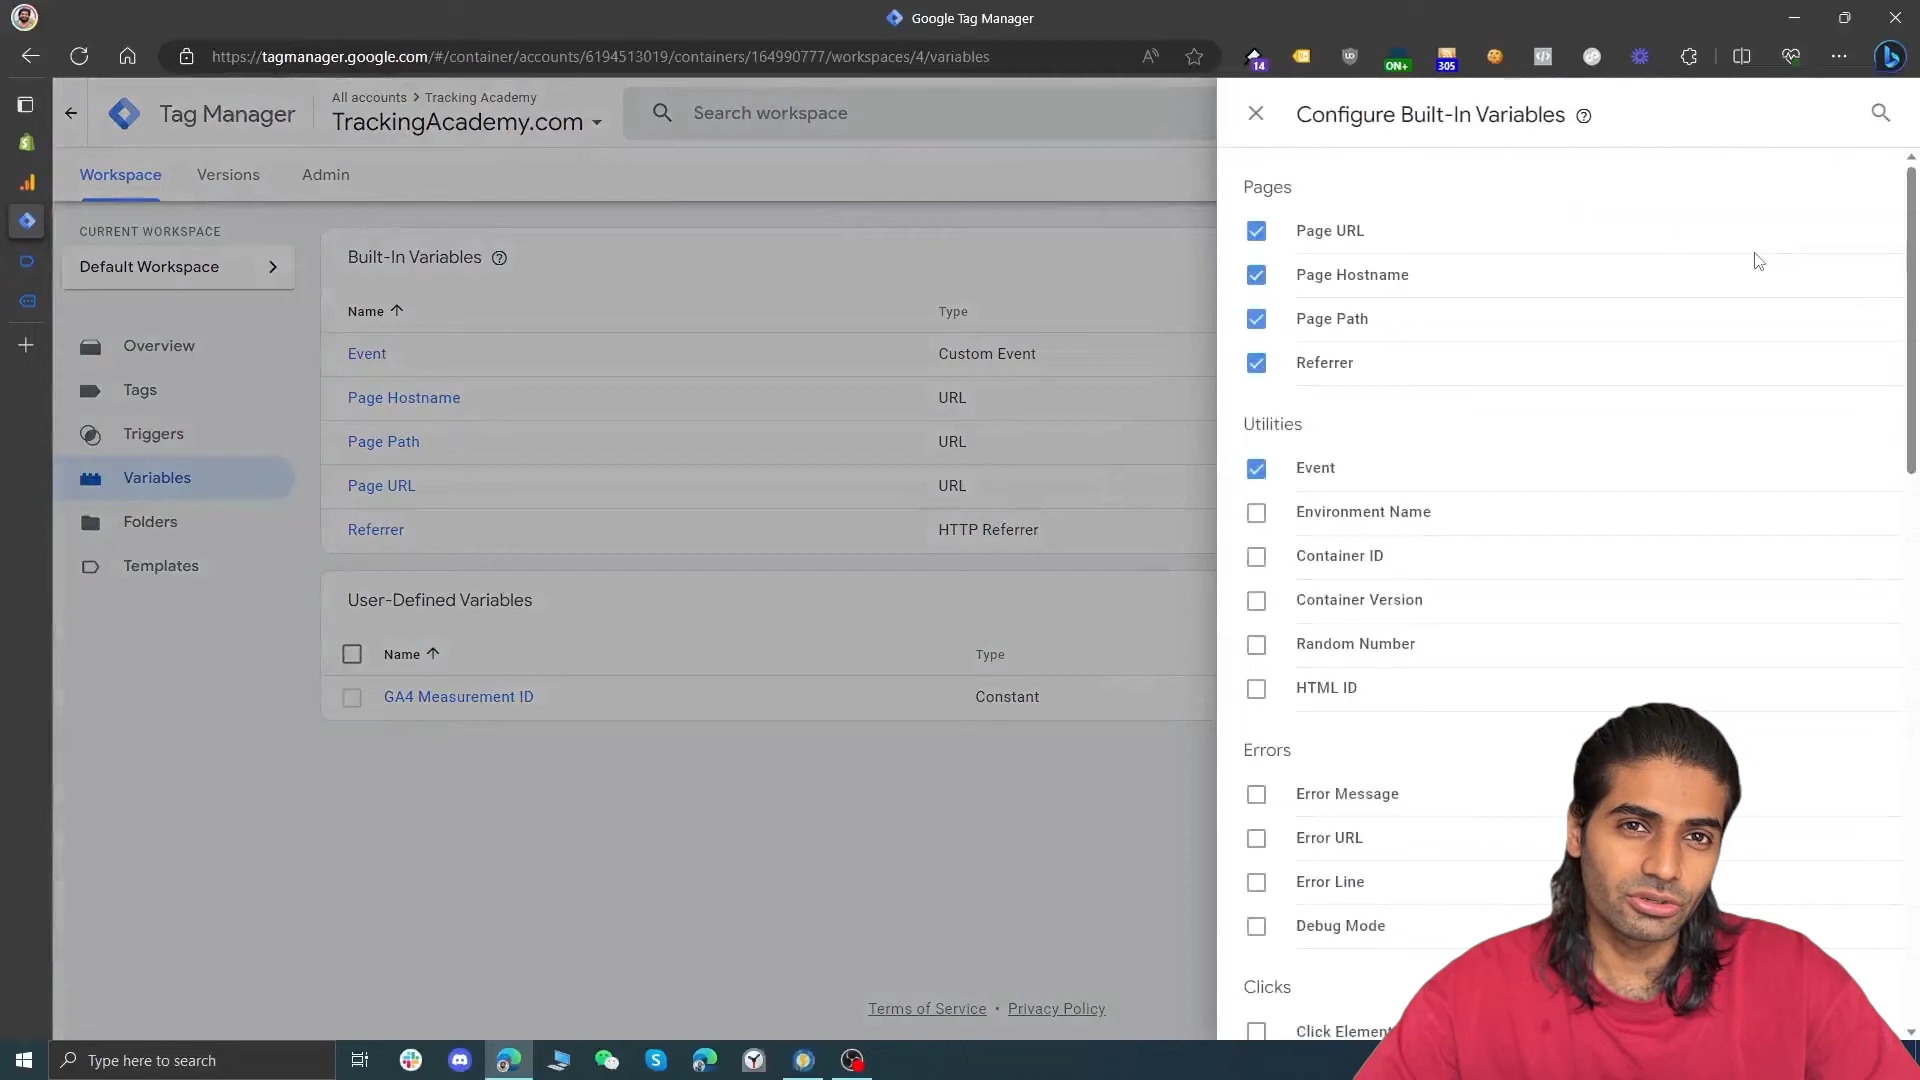 Google Tag Manager
https://tagmanager.google.com/#/container/accounts/6194513019/containers/164990777/workspaces/4/variables
14
ON+
305
Tag Manager
All accounts > Tracking Academy
TrackingAcademy.com
Search workspace
Workspace
Versions
Admin
CURRENT WORKSPACE
Default Workspace
Overview
Tags
Triggers
Variables
Folders
Templates
Built-In Variables
Name
Type
Event
Custom Event
Page Hostname
URL
Page Path
URL
Page URL
URL
Referrer
HTTP Referrer
User-Defined Variables
Name
Type
GA4 Measurement ID
Constant
Terms of Service • Privacy Policy
Configure Built-In Variables
Pages
Page URL
Page Hostname
Page Path
Referrer
Utilities
Event
Environment Name
Container ID
Container Version
Random Number
HTML ID
Errors
Error Message
Error URL
Error Line
Debug Mode
Clicks
Click Element
Type here to search